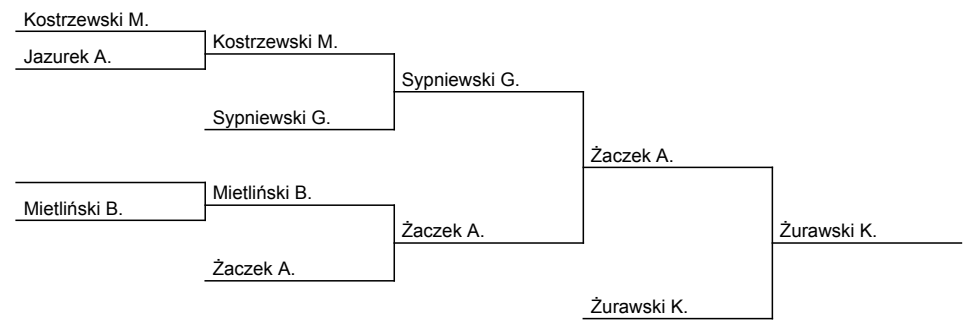 Kostrzewski M.
Kostrzewski M.
Jazurek A.
Sypniewski G.
Sypniewski G.
Żaczek A.
Mietliński B.
Mietliński B.
Żaczek A.
Żurawski K.
Żaczek A.
Żurawski K.